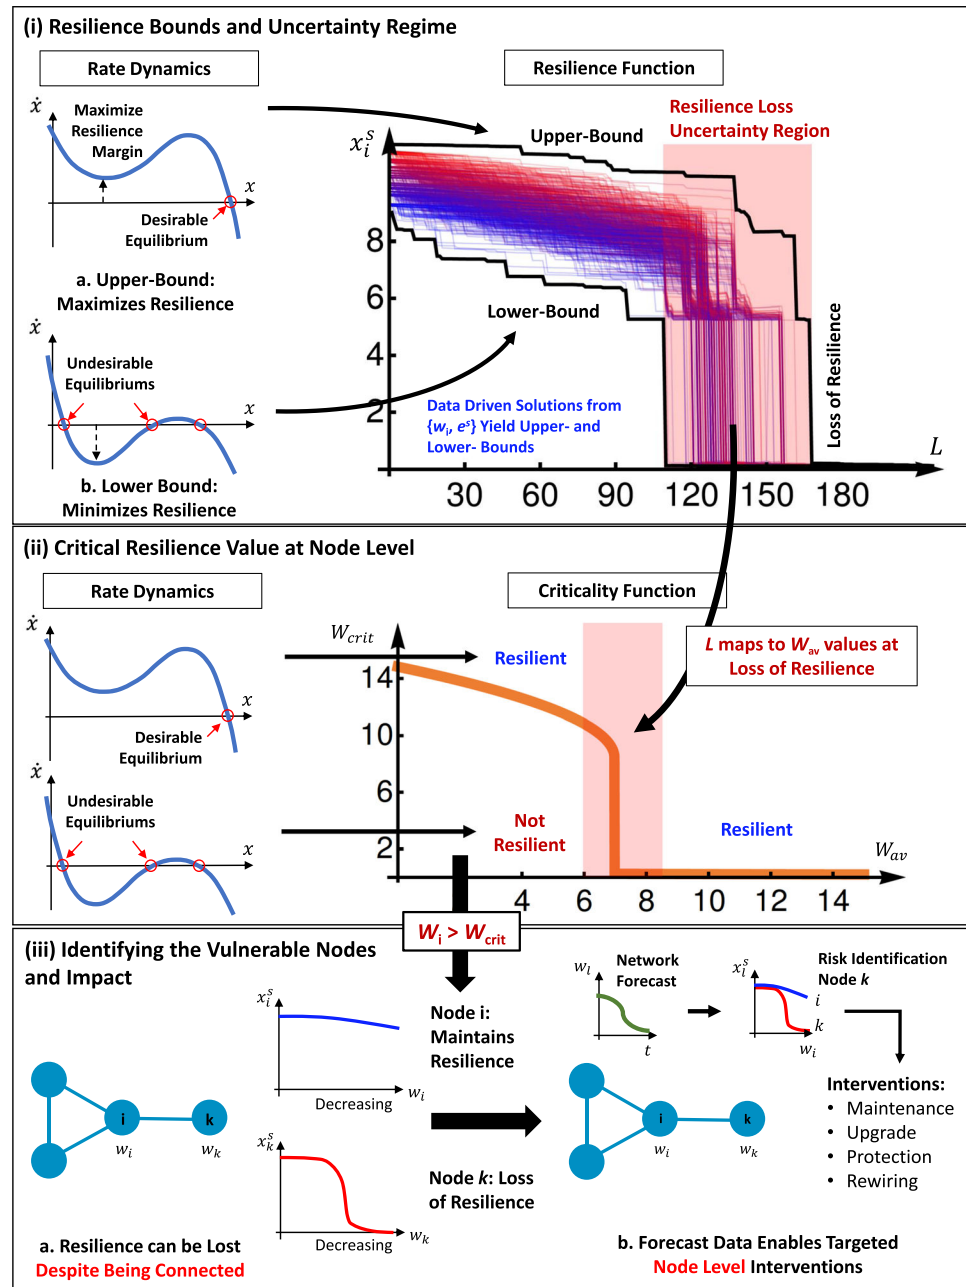 (i) Resilience Bounds and Uncertainty Regime
Rate Dynamics
Resilience Function
ẋ
Maximize
Resilience
Margin
x
Desirable
Equilibrium
a. Upper-Bound:
Maximizes Resilience
ẋ
Undesirable
Equilibriums
x
b. Lower Bound:
Minimizes Resilience
x_i^s
Upper-Bound
Resilience Loss
Uncertainty Region
8
6
4
2
Lower-Bound
Data Driven Solutions from
{w_i, e^s} Yield Upper- and
Lower- Bounds
Loss of Resilience
L
30 60 90 120 150 180
(ii) Critical Resilience Value at Node Level
Rate Dynamics
Criticality Function
ẋ
x
Desirable
Equilibrium
ẋ
Undesirable
Equilibriums
x
W_crit
Resilient
L maps to W_av values at
Loss of Resilience
14
10
6
2
Not
Resilient
Resilient
W_av
4 6 8 10 12 14
W_i > W_crit
(iii) Identifying the Vulnerable Nodes
and Impact
x_i^s
Node i:
Maintains
Resilience
w_i
Decreasing
i
k
w_i
w_k
x_k^s
Node k: Loss
of Resilience
w_k
Decreasing
a. Resilience can be Lost
Despite Being Connected
w_l
Network
Forecast
t
x_l^s
Risk Identification
Node k
i
k
w_i
i
k
w_i
w_k
Interventions:
• Maintenance
• Upgrade
• Protection
• Rewiring
b. Forecast Data Enables Targeted
Node Level Interventions